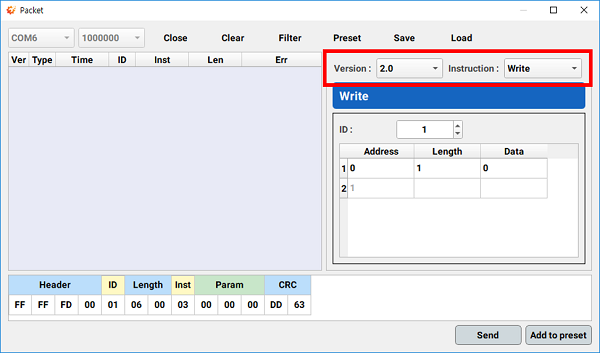 Packet
COM6 1000000 Close Clear Filter Preset Save Load
Ver Type Time ID Inst Len Err
Version : 2.0 Instruction : Write
Write
ID : 1
Address Length Data
1 0 1 0
2 1
Header ID Length Inst Param CRC
FF FF FD 00 01 06 00 03 00 00 00 DD 63
Send Add to preset